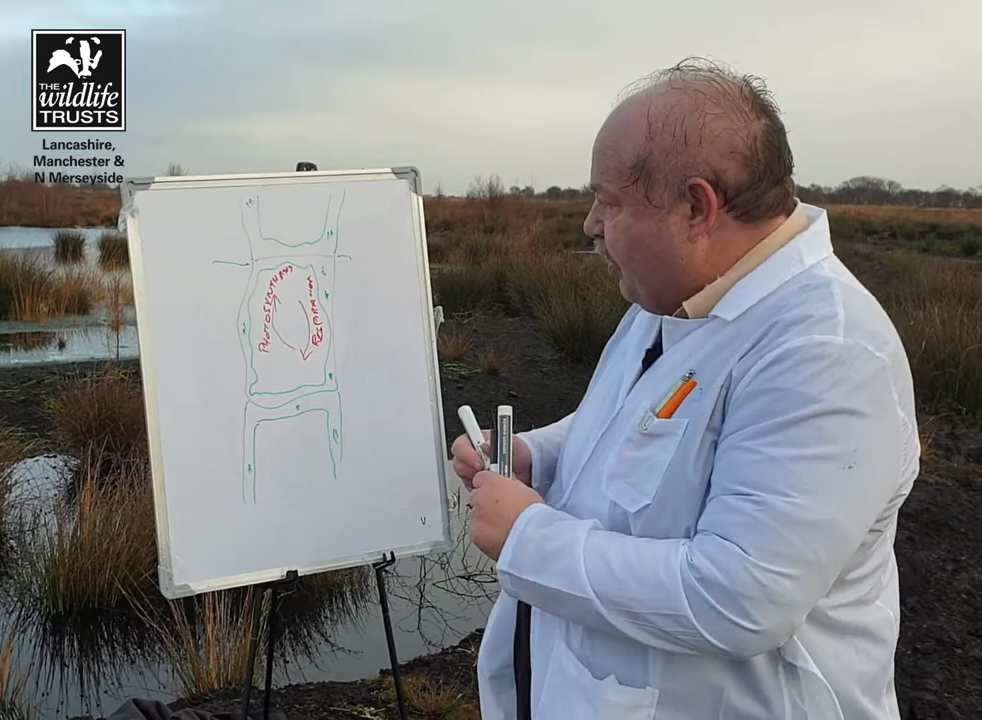 THE
wildlife
TRUSTS
Lancashire,
Manchester &
N Merseyside
PHOTOSYNTHESIS
RESPIRATION